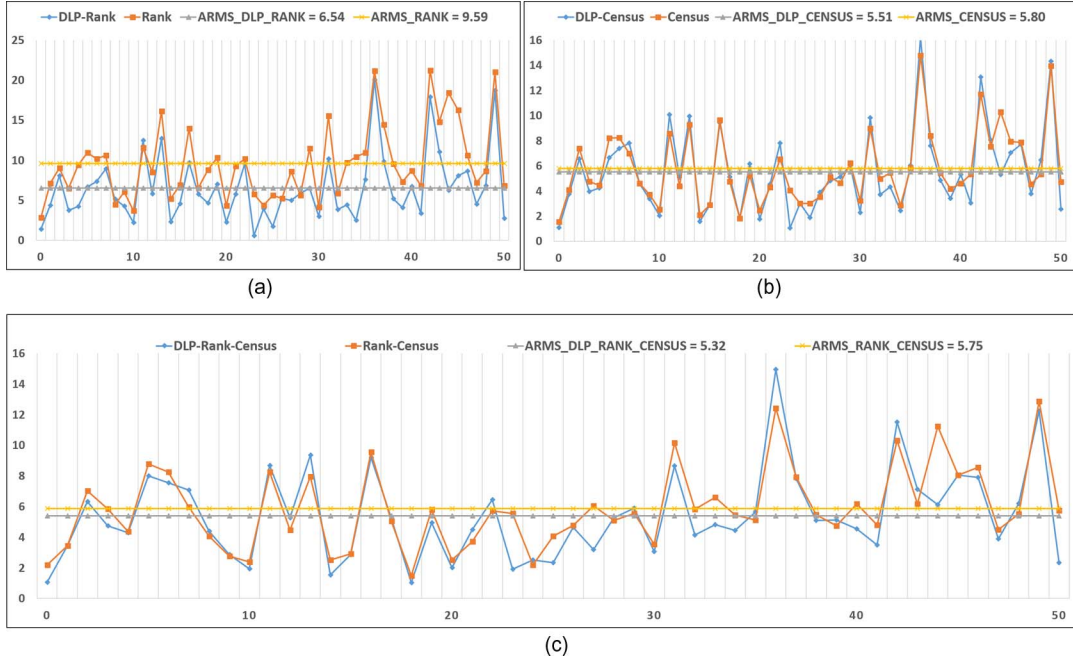 DLP-Rank Rank ARMS_DLP_RANK = 6.54 ARMS_RANK = 9.59
25
20
15
10
5
0
0 10 20 30 40 50
(a)
DLP-Census Census ARMS_DLP_CENSUS = 5.51 ARMS_CENSUS = 5.80
16
14
12
10
8
6
4
2
0
0 10 20 30 40 50
(b)
DLP-Rank-Census Rank-Census ARMS_DLP_RANK_CENSUS = 5.32 ARMS_RANK_CENSUS = 5.75
16
14
12
10
8
6
4
2
0
0 10 20 30 40 50
(c)